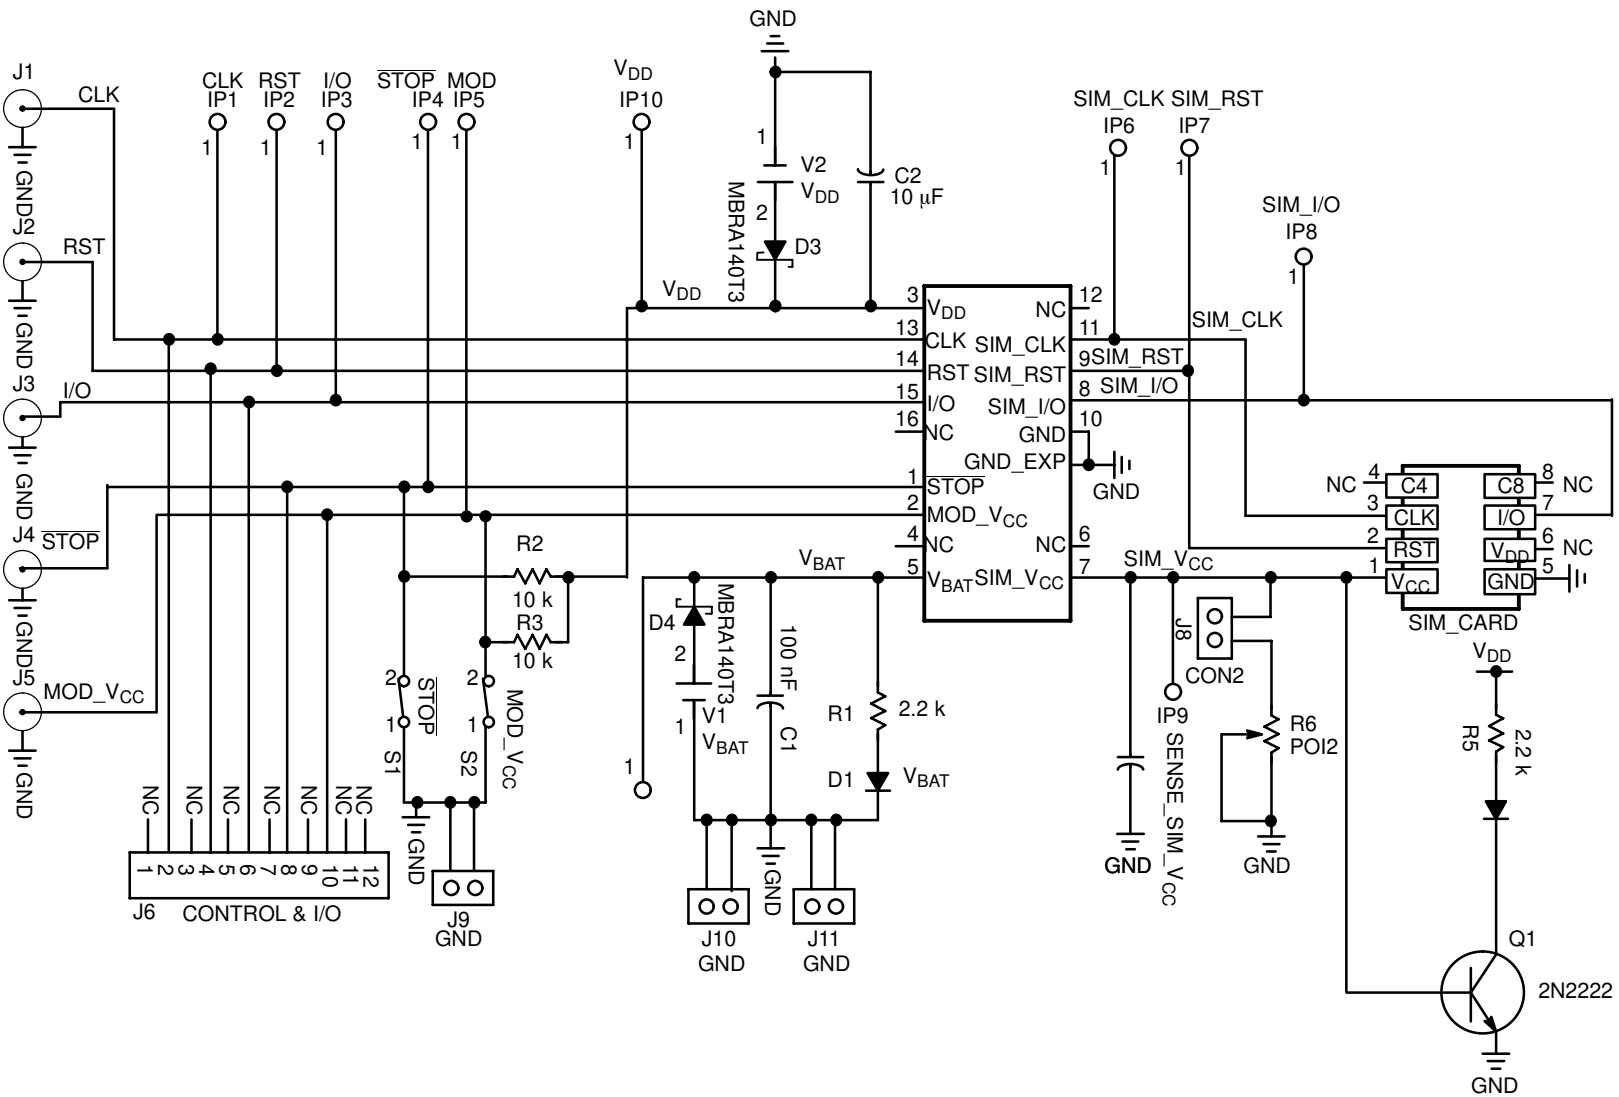 GND
J1
CLK
CLK
IP1
1
RST
IP2
1
I/O
IP3
1
STOP
IP4
1
MOD
IP5
1
VDD
IP10
1
1
V2
VDD
2
MBRA140T3
D3
C2
10 μF
SIM_CLK
IP6
1
SIM_RST
IP7
1
SIM_I/O
IP8
1
GND
J2
RST
GND
J3
I/O
GND
J4
STOP
GND
J5
MOD_VCC
GND
VDD
3
VDD
13
CLK
14
RST
15
I/O
16
NC
1
STOP
2
MOD_VCC
4
NC
5
VBAT
NC
12
SIM_CLK
11
SIM_RST
9
SIM_I/O
8
GND
10
GND_EXP
NC
6
SIM_VCC
7
SIM_CLK
SIM_RST
SIM_I/O
GND
SIM_VCC
NC
4
C4
3
CLK
2
RST
1
VCC
C8
8
NC
I/O
7
VDD
6
NC
GND
5
SIM_CARD
R2
10 k
R3
10 k
2
1
STOP
S1
2
1
MOD_VCC
S2
GND
J9
GND
VBAT
1
D4
MBRA140T3
2
1
V1
VBAT
100 nF
C1
R1
2.2 k
D1
VBAT
J10
GND
GND
J11
GND
GND
IP9
SENSE_SIM_VCC
J8
CON2
R6
POI2
GND
VDD
R5
2.2 k
Q1
2N2222
GND
NC
NC
NC
NC
NC
NC
NC
1
2
3
4
5
6
7
8
9
10
11
12
J6
CONTROL & I/O